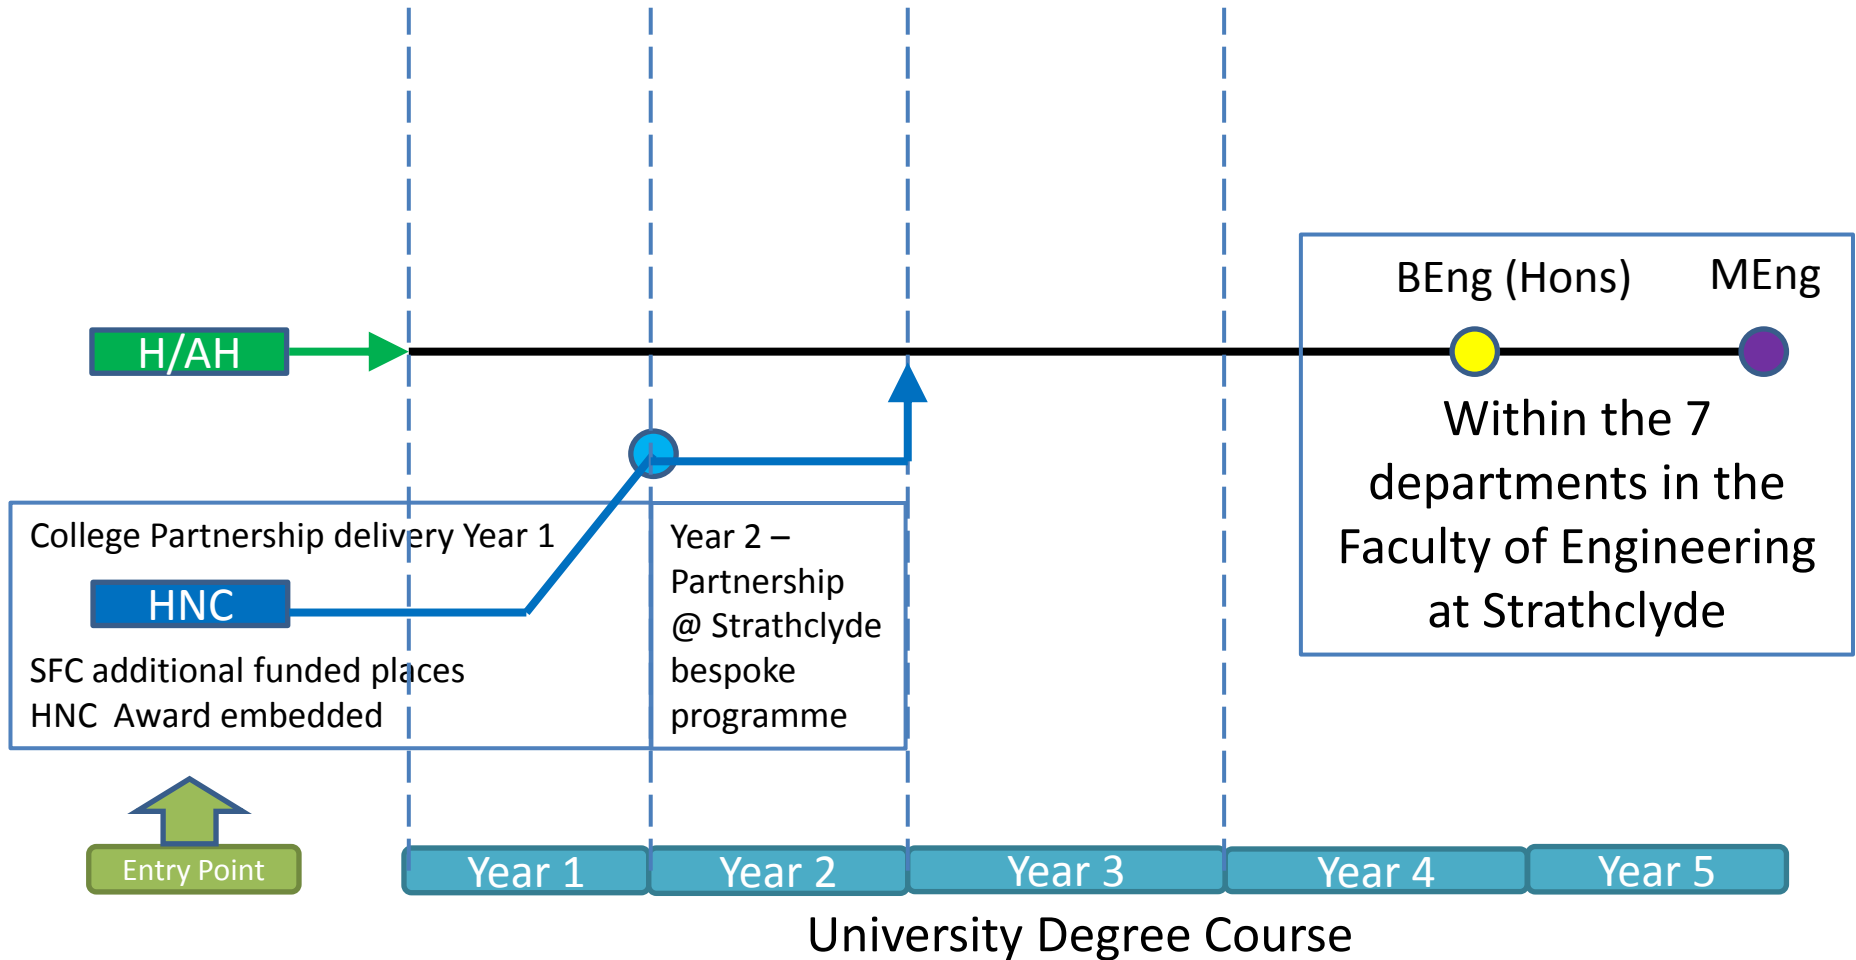 BEng (Hons)
MEng
H/AH
Within the 7
departments in the
Faculty of Engineering
at Strathclyde
College Partnership delivery Year 1
HNC
SFC additional funded places
HNC Award embedded
Year 2 –
Partnership
@ Strathclyde
bespoke
programme
Entry Point
Year 1
Year 2
Year 3
Year 4
Year 5
University Degree Course